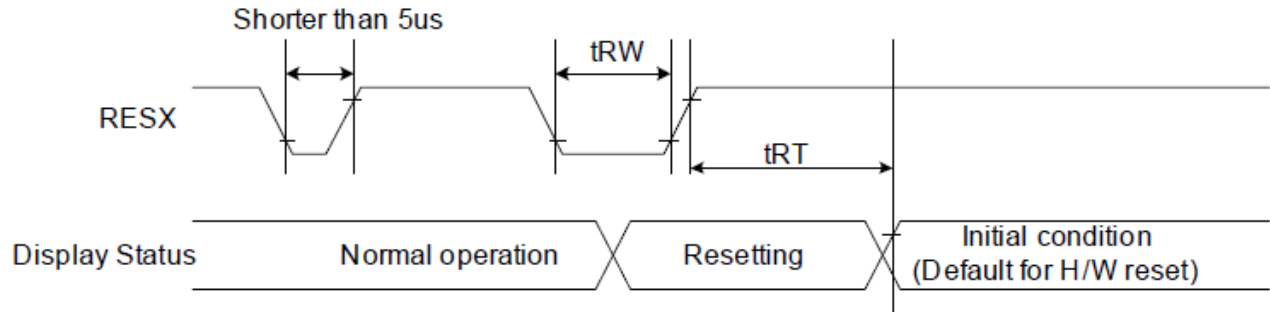 Shorter than 5us
tRW
RESX
tRT
Display Status
Normal operation
Resetting
Initial condition
(Default for H/W reset)